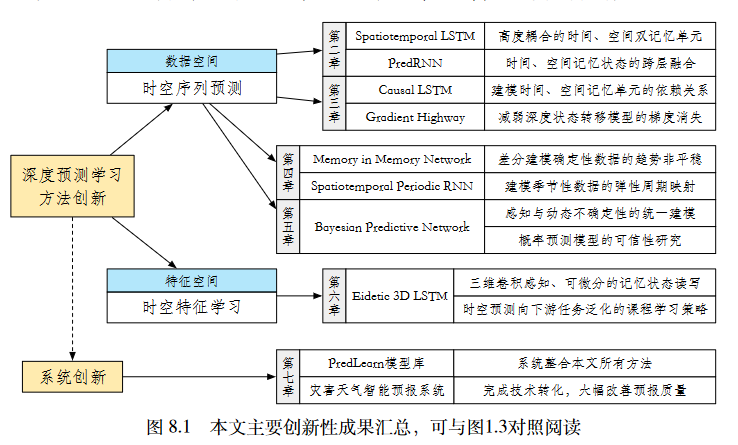 深度预测学习
方法创新
系统创新
数据空间
时空序列预测
特征空间
时空特征学习
第二章
Spatiotemporal LSTM
高度耦合的时间、空间双记忆单元
PredRNN
时间、空间记忆状态的跨层融合
第三章
Causal LSTM
建模时间、空间记忆单元的依赖关系
Gradient Highway
减弱深度状态转移模型的梯度消失
第四章
Memory in Memory Network
差分建模确定性数据的趋势非平稳
Spatiotemporal Periodic RNN
建模季节性数据的弹性周期映射
第五章
Bayesian Predictive Network
感知与动态不确定性的统一建模
概率预测模型的可信性研究
第六章
Eidetic 3D LSTM
三维卷积感知、可微分的记忆状态读写
时空预测向下游任务泛化的课程学习策略
第七章
PredLearn模型库
系统整合本文所有方法
灾害天气智能预报系统
完成技术转化，大幅改善预报质量
图 8.1 本文主要创新性成果汇总，可与图1.3对照阅读